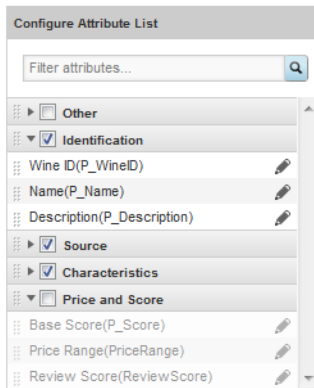 Configure Attribute List
Filter attributes...
Other
Identification
Wine ID(P_WineID)
Name(P_Name)
Description(P_Description)
Source
Characteristics
Price and Score
Base Score(P_Score)
Price Range(PriceRange)
Review Score(ReviewScore)